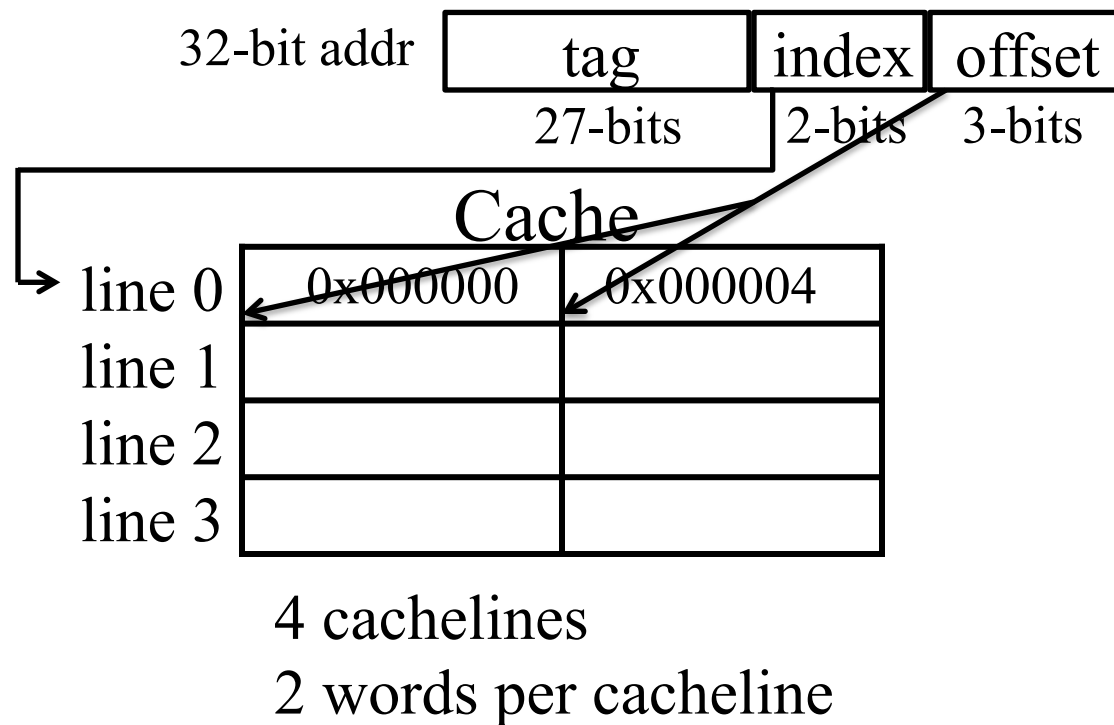 32-bit addr tag index offset
27-bits 2-bits 3-bits
Cache
line 0 0x000000 0x000004
line 1
line 2
line 3
4 cachelines
2 words per cacheline